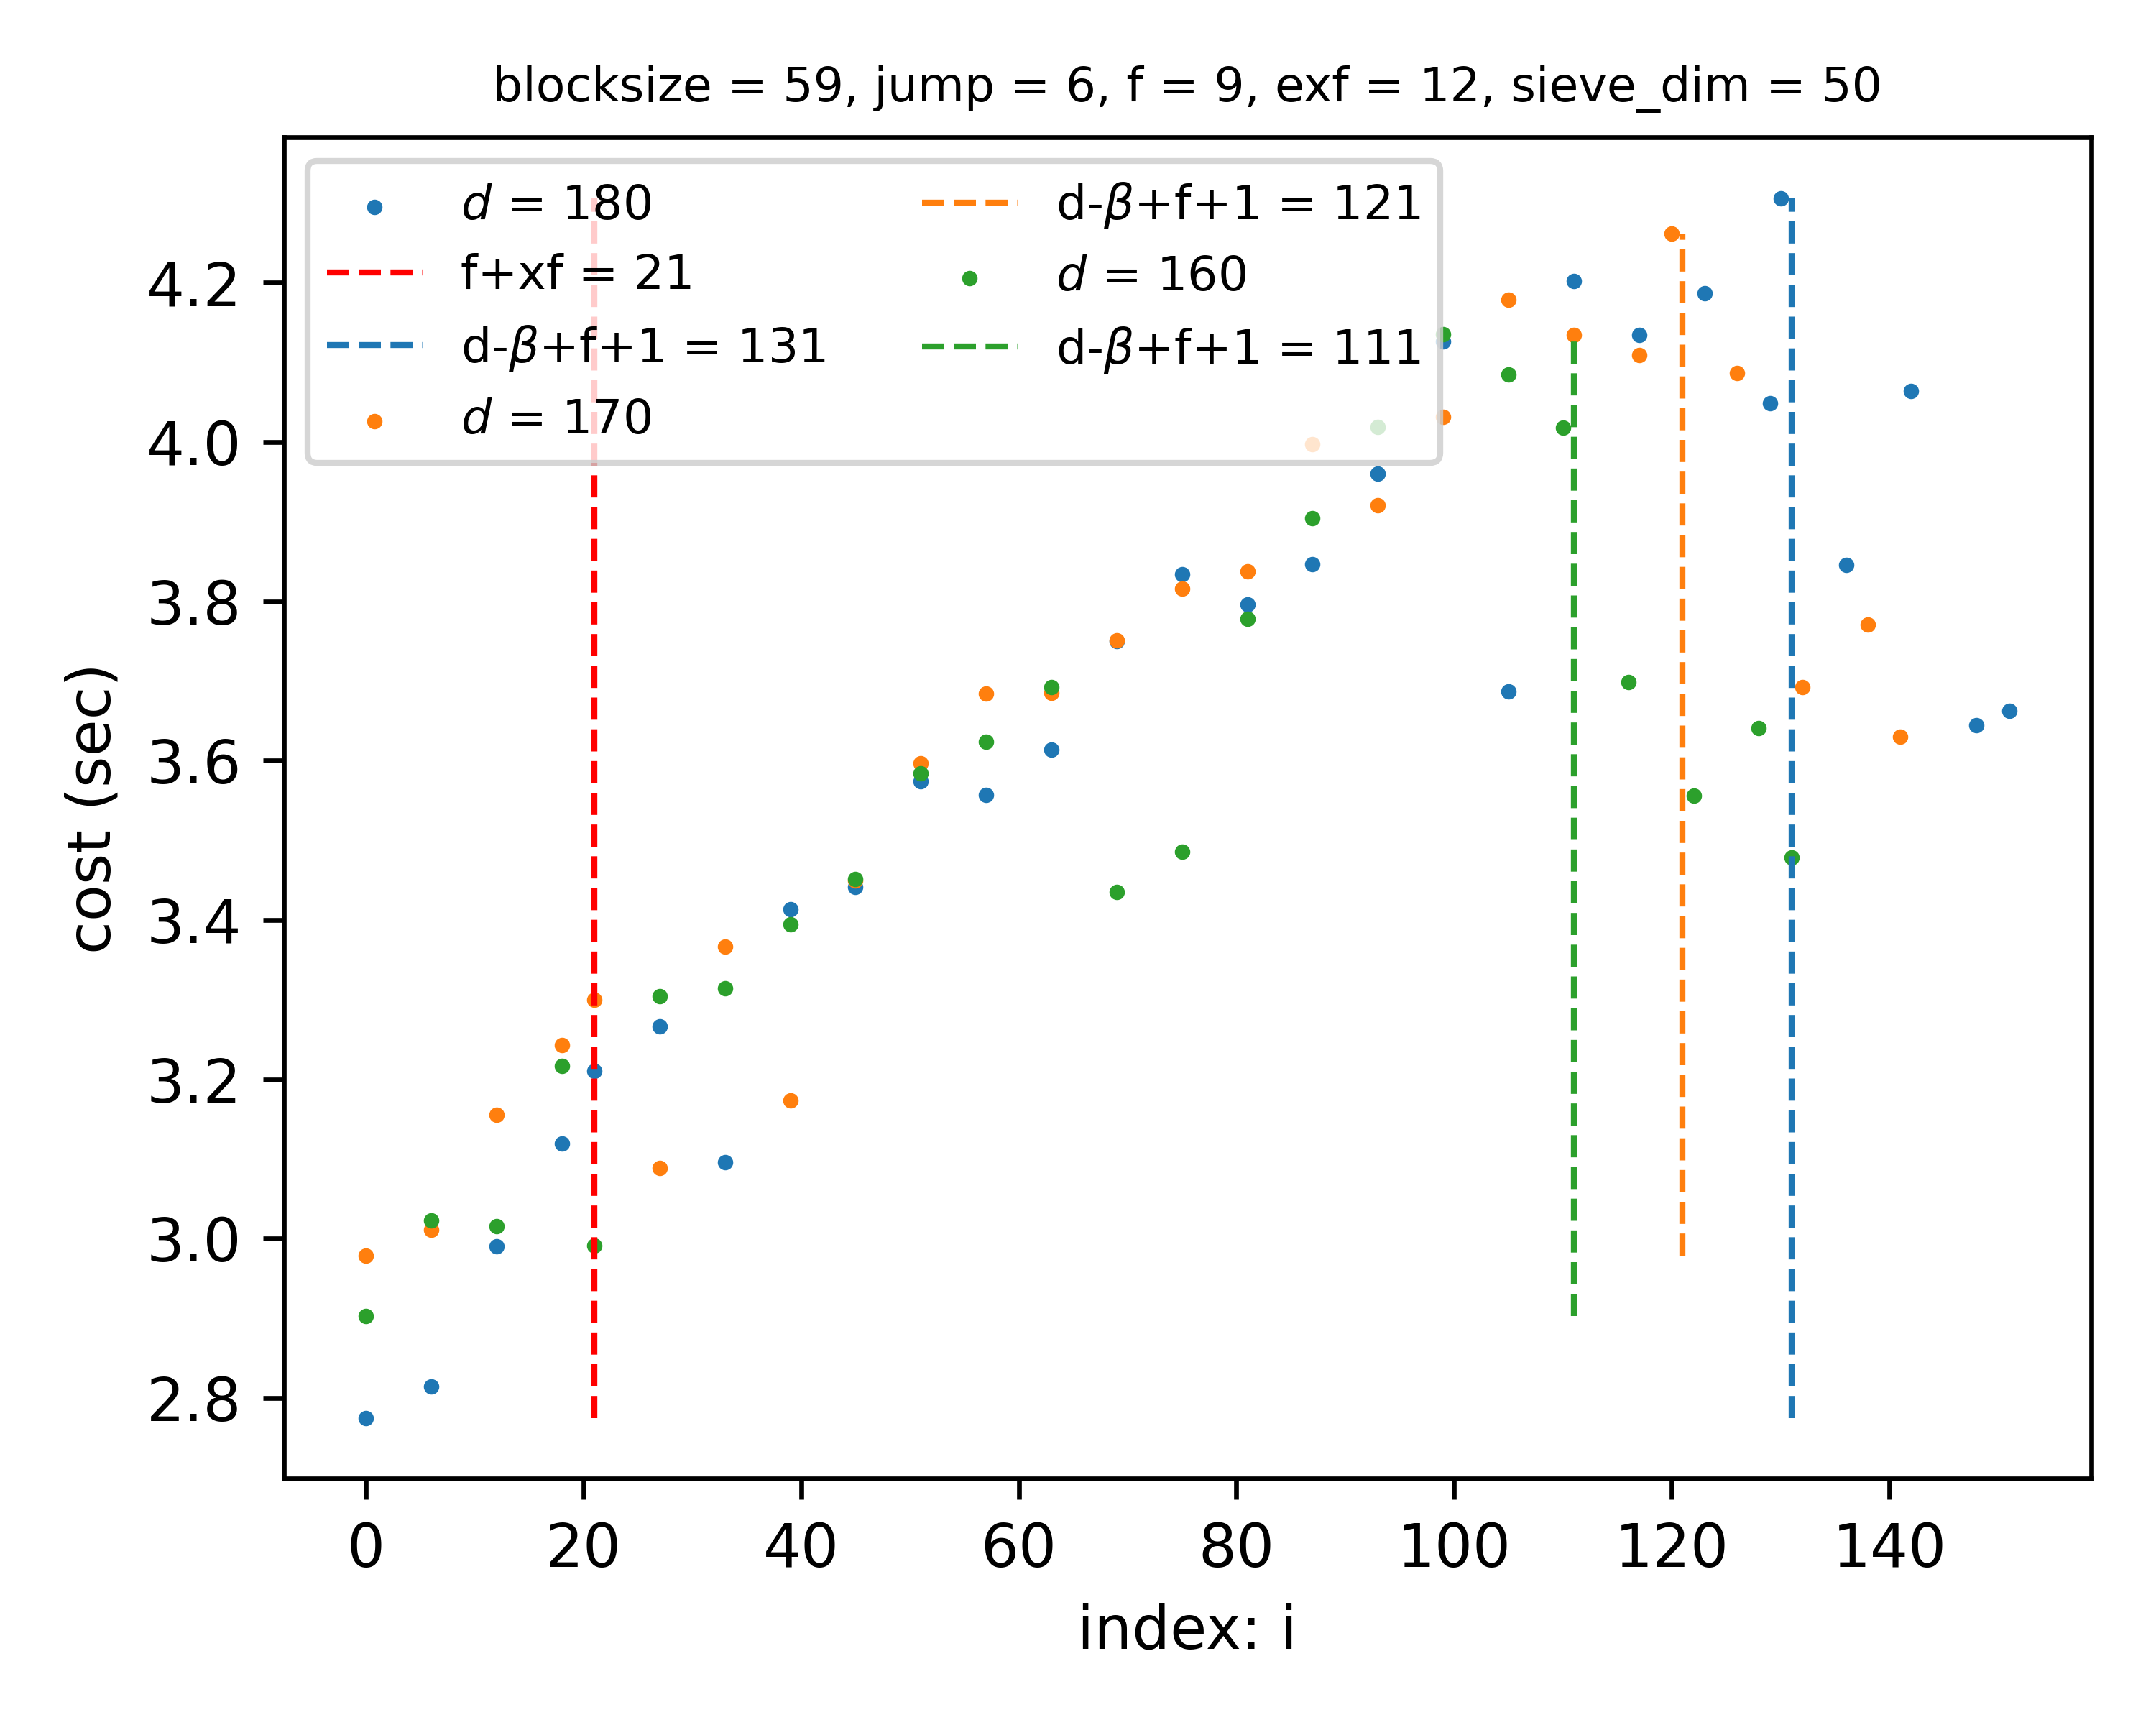 blocksize = 59, jump = 6, f = 9, exf = 12, sieve_dim = 50
d = 180
f+xf = 21
d-β+f+1 = 131
d = 170
d-β+f+1 = 121
d = 160
d-β+f+1 = 111
cost (sec)
4.2
4.0
3.8
3.6
3.4
3.2
3.0
2.8
0 20 40 60 80 100 120 140
index: i